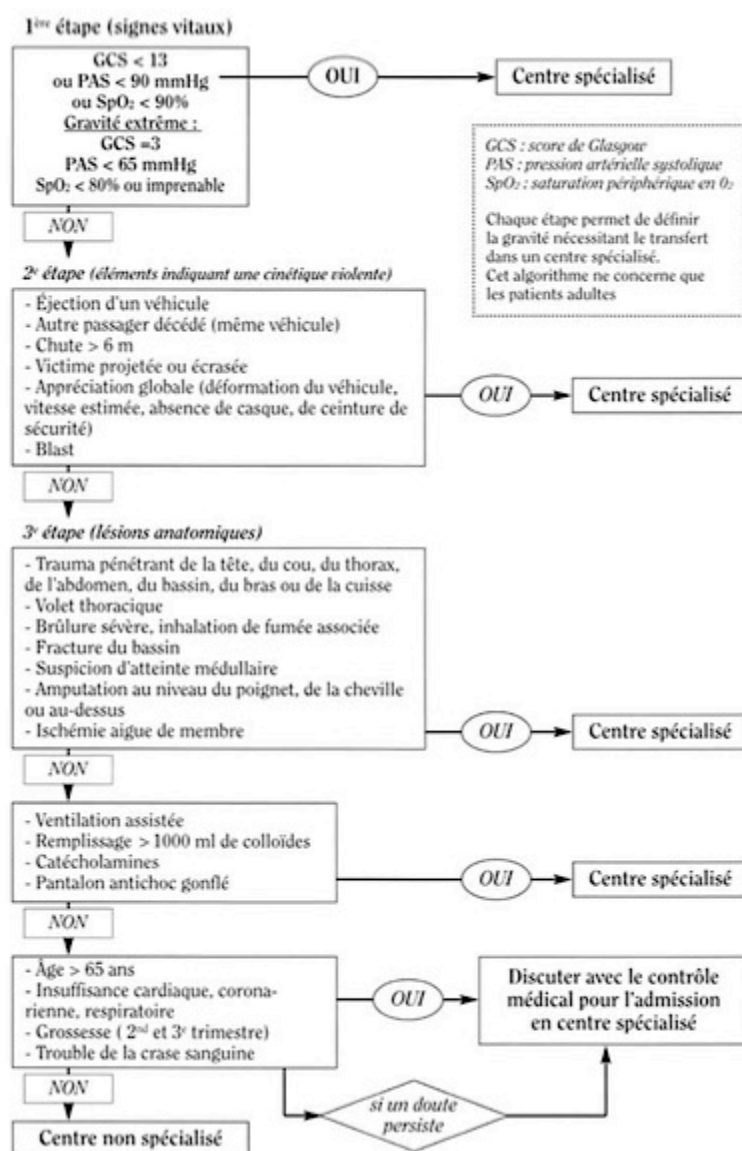 1ère étape (signes vitaux)
GCS < 13
ou PAS < 90 mmHg
ou SpO₂ < 90%
Gravité extrême :
GCS =3
PAS < 65 mmHg
SpO₂ < 80% ou imprenable
OUI
Centre spécialisé
GCS : score de Glasgow
PAS : pression artérielle systolique
SpO₂ : saturation périphérique en 0₂
Chaque étape permet de définir
la gravité nécessitant le transfert
dans un centre spécialisé.
Cet algorithme ne concerne que
les patients adultes
NON
2e étape (éléments indiquant une cinétique violente)
- Éjection d'un véhicule
- Autre passager décédé (même véhicule)
- Chute > 6 m
- Victime projetée ou écrasée
- Appréciation globale (déformation du véhicule,
vitesse estimée, absence de casque, de ceinture de
sécurité)
- Blast
OUI
Centre spécialisé
NON
3e étape (lésions anatomiques)
- Trauma pénétrant de la tête, du cou, du thorax,
de l'abdomen, du bassin, du bras ou de la cuisse
- Volet thoracique
- Brûlure sévère, inhalation de fumée associée
- Fracture du bassin
- Suspicion d'atteinte médullaire
- Amputation au niveau du poignet, de la cheville
ou au-dessus
- Ischémie aigue de membre
OUI
Centre spécialisé
NON
- Ventilation assistée
- Remplissage > 1000 ml de colloïdes
- Catécholamines
- Pantalon antichoc gonflé
OUI
Centre spécialisé
NON
- Âge > 65 ans
- Insuffisance cardiaque, corona-
rienne, respiratoire
- Grossesse ( 2nd et 3e trimestre)
- Trouble de la crase sanguine
OUI
Discuter avec le contrôle
médical pour l'admission
en centre spécialisé
NON
si un doute
persiste
Centre non spécialisé